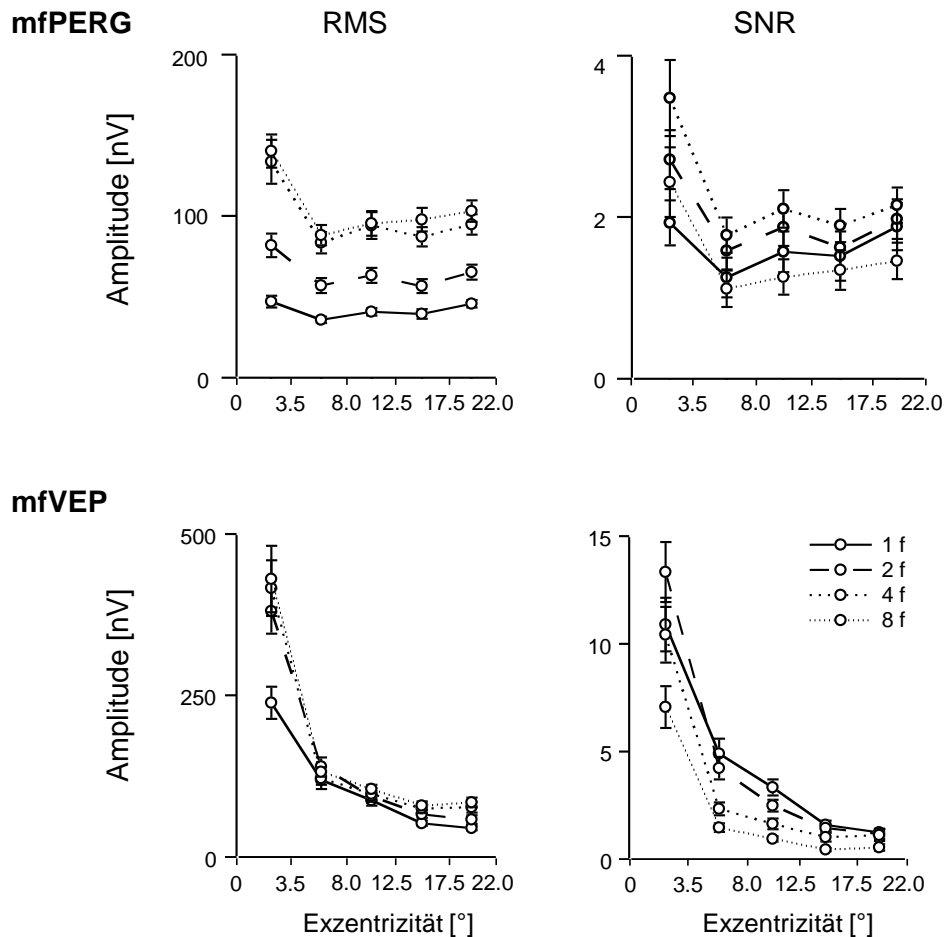 mfPERG
RMS
SNR
Amplitude [nV]
200
100
0
0 3.5 8.0 12.5 17.5 22.0
4
2
0
0 3.5 8.0 12.5 17.5 22.0
mfVEP
Amplitude [nV]
500
250
0
0 3.5 8.0 12.5 17.5 22.0
Exzentrizität [°]
15
10
5
0
0 3.5 8.0 12.5 17.5 22.0
Exzentrizität [°]
1 f
2 f
4 f
8 f